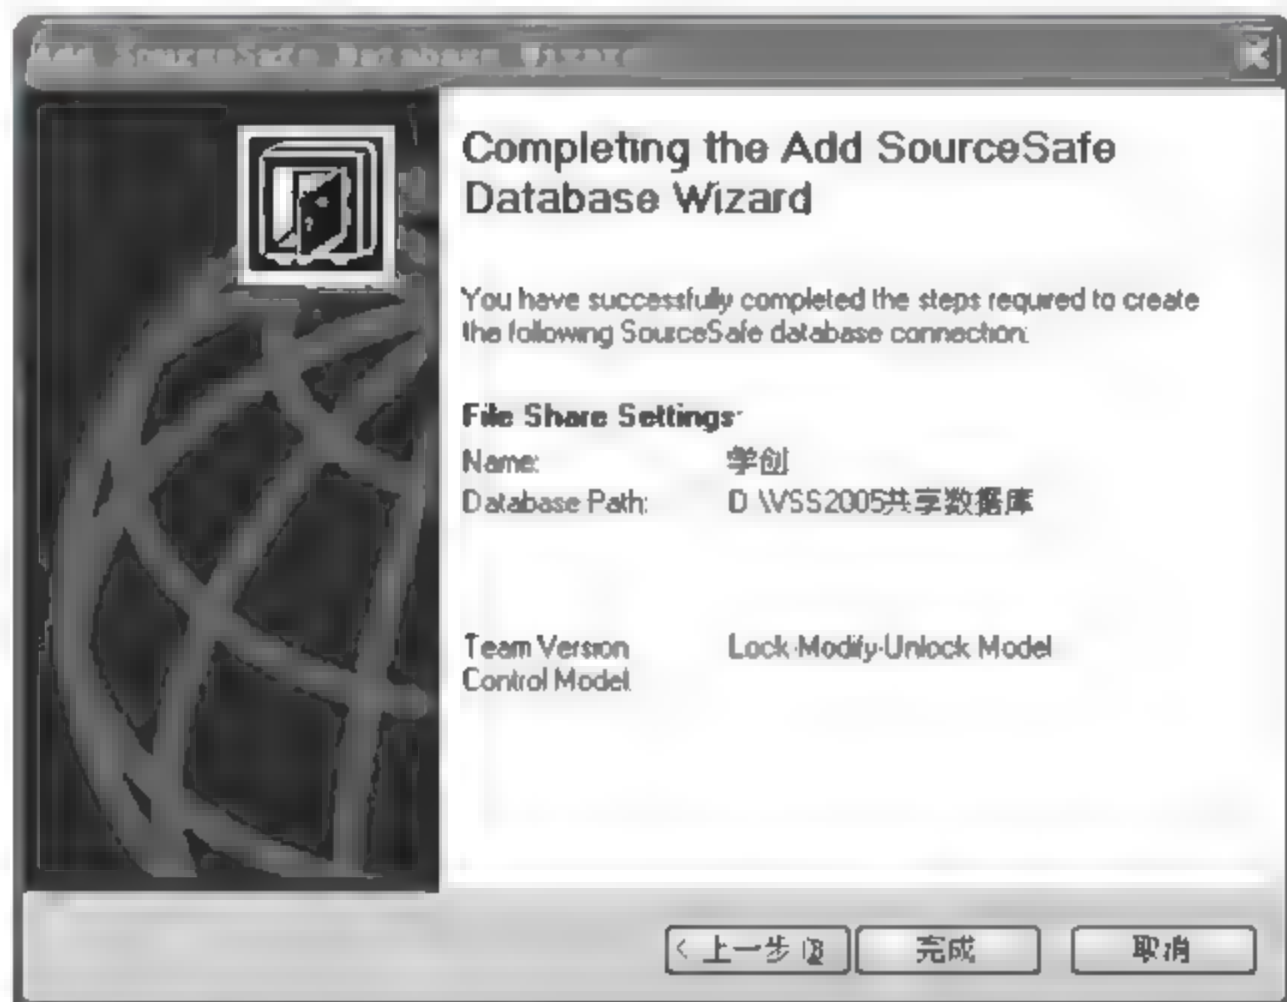 Add SourceSafe Database Wizard
Completing the Add SourceSafe
Database Wizard
You have successfully completed the steps required to create
the following SourceSafe database connection:
File Share Settings:
Name: 学创
Database Path: D:\VSS2005共享数据库
Team Version Lock-Modify-Unlock Model
Control Model:
< 上一步(B) 完成 取消